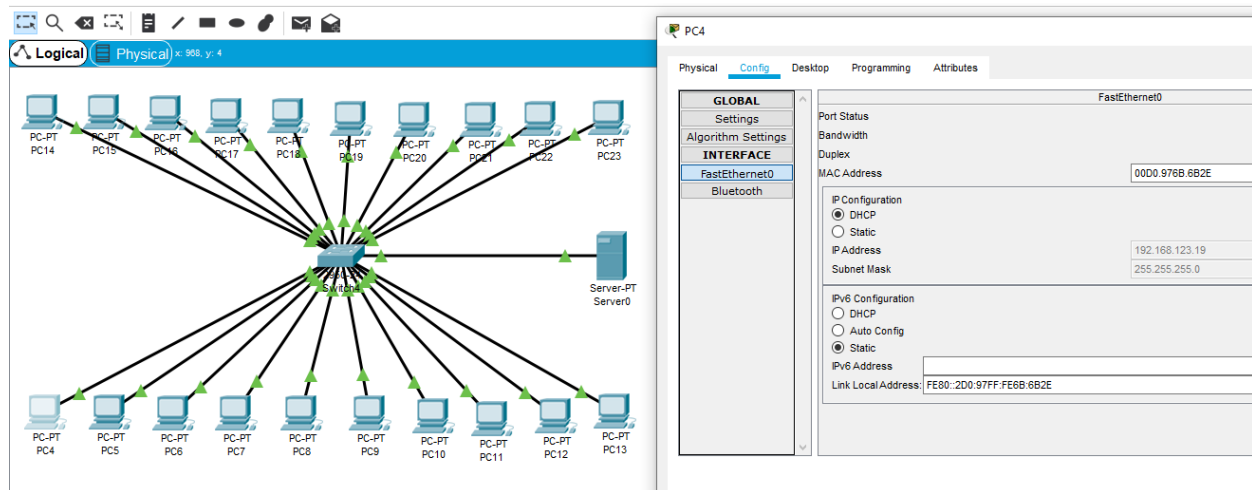 Logical
Physical x: 968, y: 4
PC-PT
PC14
PC-PT
PC15
PC-PT
PC16
PC-PT
PC17
PC-PT
PC18
PC-PT
PC19
PC-PT
PC20
PC-PT
PC21
PC-PT
PC22
PC-PT
PC23
Switch4
Server-PT
Server0
PC-PT
PC4
PC-PT
PC5
PC-PT
PC6
PC-PT
PC7
PC-PT
PC8
PC-PT
PC9
PC-PT
PC10
PC-PT
PC11
PC-PT
PC12
PC-PT
PC13
PC4
Physical Config Desktop Programming Attributes
GLOBAL
Settings
Algorithm Settings
INTERFACE
FastEthernet0
Bluetooth
FastEthernet0
Port Status
Bandwidth
Duplex
MAC Address 00D0.976B.6B2E
IP Configuration
DHCP
Static
IP Address 192.168.123.19
Subnet Mask 255.255.255.0
IPv6 Configuration
DHCP
Auto Config
Static
IPv6 Address
Link Local Address: FE80::2D0:97FF:FE6B:6B2E